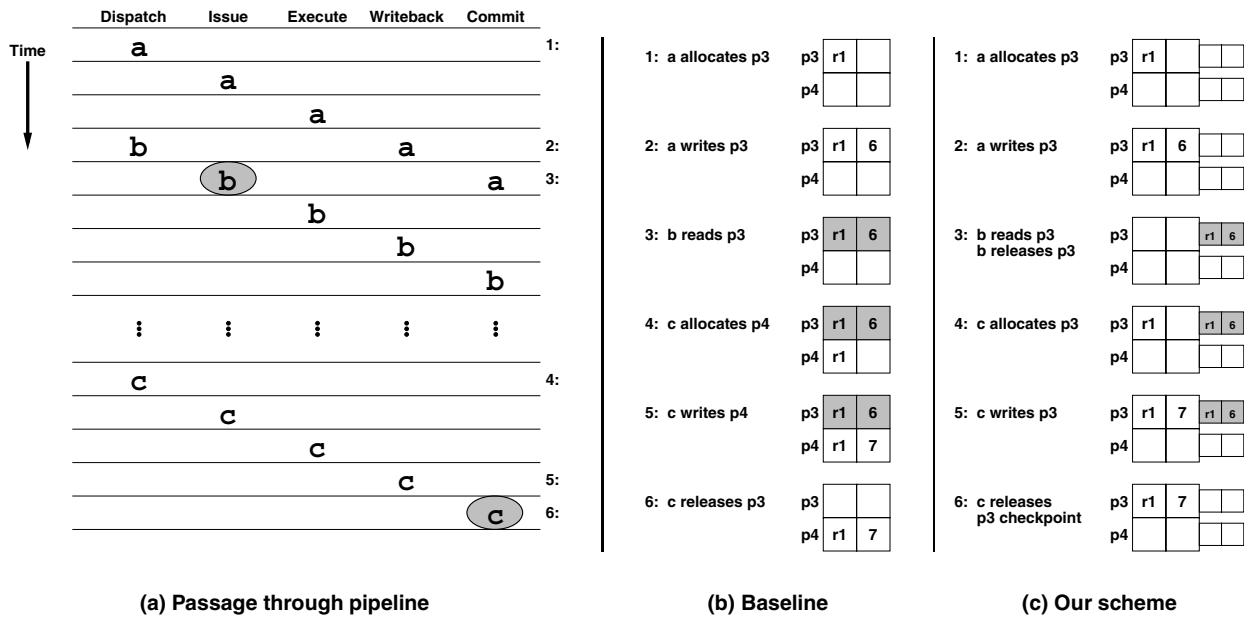 Dispatch Issue Execute Writeback Commit
Time
a 1:
a
a
b a 2:
b a 3:
b
b
b
c 4:
c
c
c 5:
c 6:
(a) Passage through pipeline
1: a allocates p3 p3 r1
p4
2: a writes p3 p3 r1 6
p4
3: b reads p3 p3 r1 6
p4
4: c allocates p4 p3 r1 6
p4 r1
5: c writes p4 p3 r1 6
p4 r1 7
6: c releases p3 p3
p4 r1 7
(b) Baseline
1: a allocates p3 p3 r1
p4
2: a writes p3 p3 r1 6
p4
3: b reads p3 p3 r1 6
b releases p3
p4
4: c allocates p3 p3 r1 r1 6
p4
5: c writes p3 p3 r1 7 r1 6
p4
6: c releases p3 r1 7
p3 checkpoint
p4
(c) Our scheme